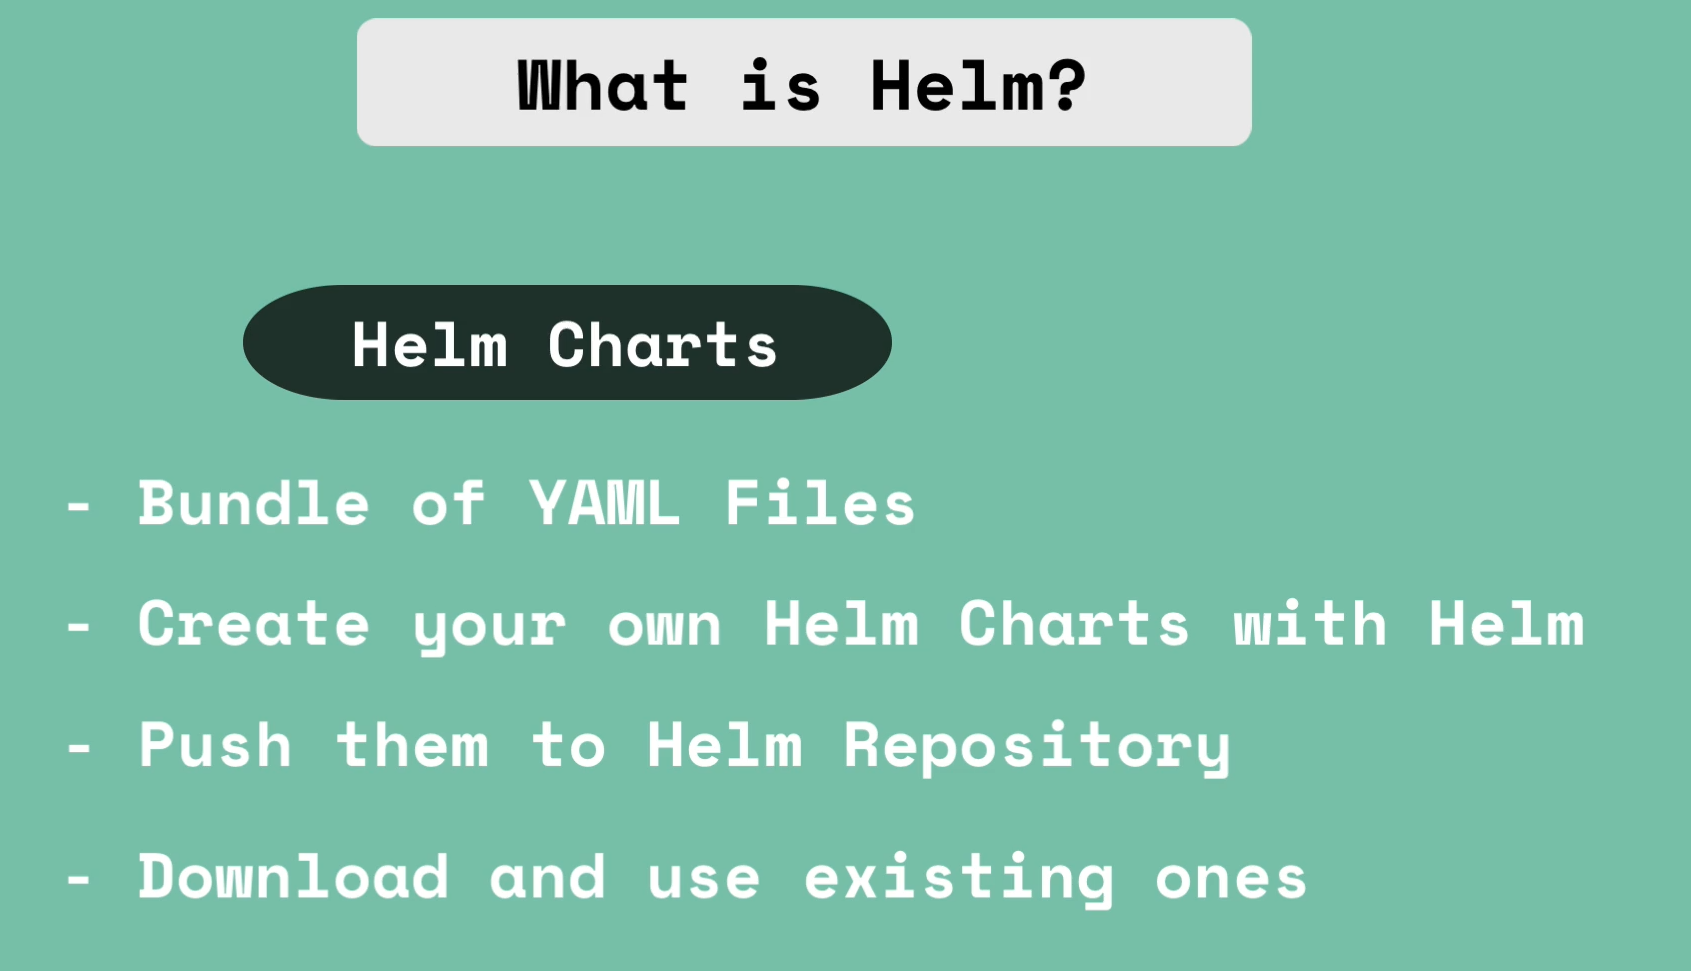 What is Helm?
Helm Charts
- Bundle of YAML Files
- Create your own Helm Charts with Helm
- Push them to Helm Repository
- Download and use existing ones